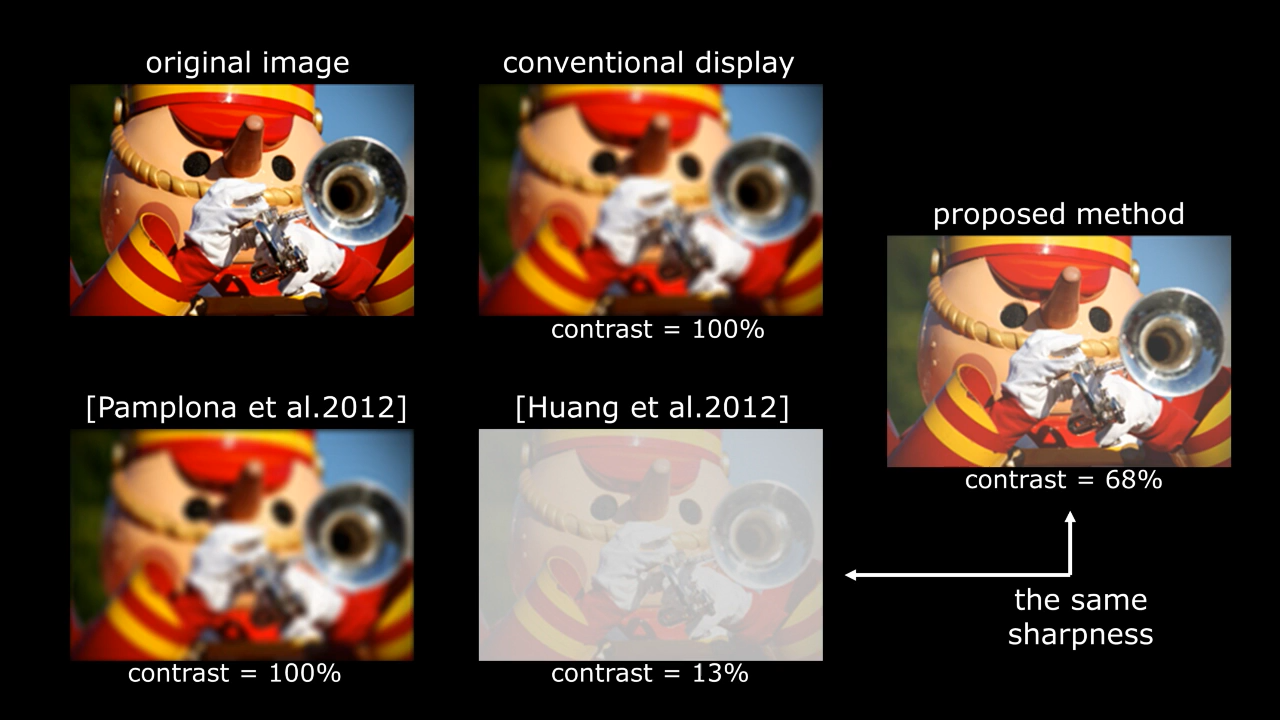 original image
conventional display
contrast = 100%
proposed method
contrast = 68%
[Pamplona et al.2012]
contrast = 100%
[Huang et al.2012]
contrast = 13%
the same
sharpness